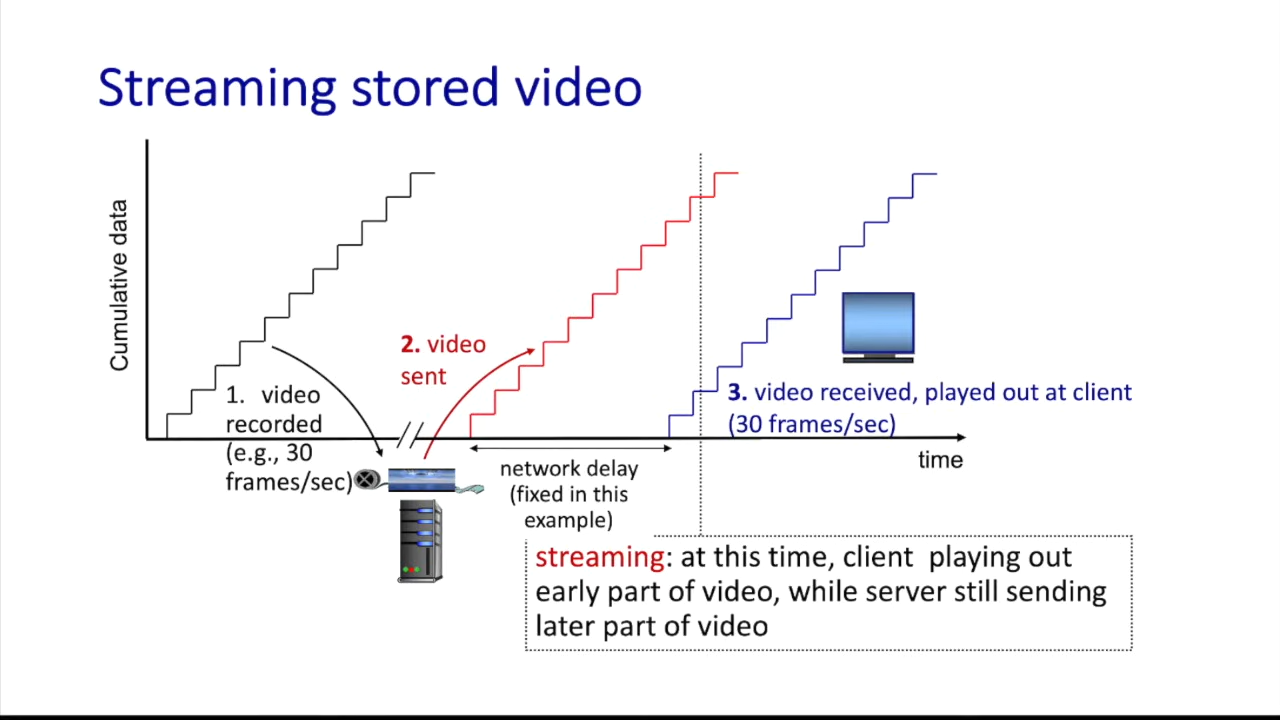 Streaming stored video
Cumulative data
1. video
recorded
(e.g., 30
frames/sec)
2. video
sent
network delay
(fixed in this
example)
3. video received, played out at client
(30 frames/sec)
time
streaming: at this time, client playing out
early part of video, while server still sending
later part of video